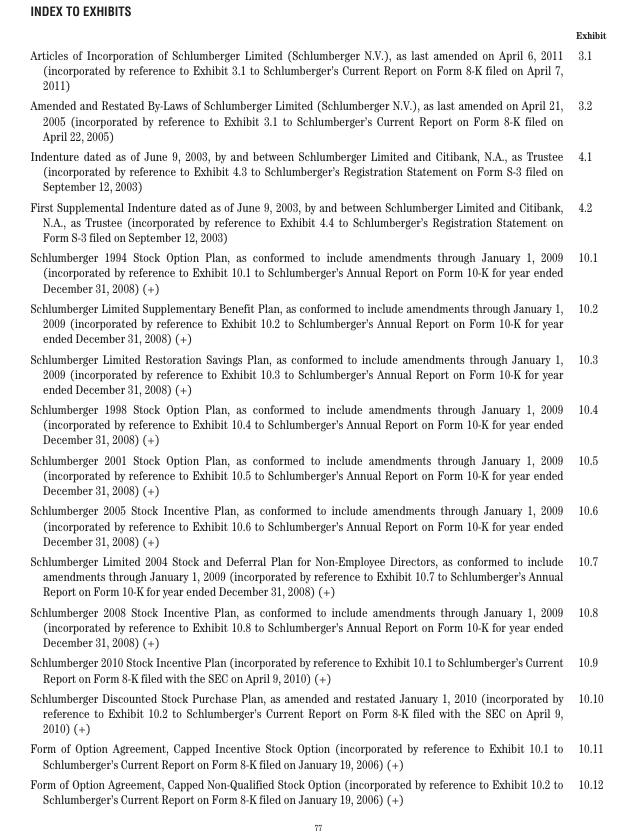 INDEX TO EXHIBITS
Exhibit
Articles of Incorporation of Schlumberger Limited (Schlumberger N.V.), as last amended on April 6, 2011 3.1
(incorporated by reference to Exhibit 3.1 to Schlumberger's Current Report on Form 8-K filed on April 7,
2011)
Amended and Restated By-Laws of Schlumberger Limited (Schlumberger N.V.), as last amended on April 21, 3.2
2005 (incorporated by reference to Exhibit 3.1 to Schlumberger's Current Report on Form 8-K filed on
April 22, 2005)
Indenture dated as of June 9, 2003, by and between Schlumberger Limited and Citibank, N.A., as Trustee 4.1
(incorporated by reference to Exhibit 4.3 to Schlumberger's Registration Statement on Form S-3 filed on
September 12, 2003)
First Supplemental Indenture dated as of June 9, 2003, by and between Schlumberger Limited and Citibank, 4.2
N.A., as Trustee (incorporated by reference to Exhibit 4.4 to Schlumberger's Registration Statement on
Form S-3 filed on September 12, 2003)
Schlumberger 1994 Stock Option Plan, as conformed to include amendments through January 1, 2009 10.1
(incorporated by reference to Exhibit 10.1 to Schlumberger's Annual Report on Form 10-K for year ended
December 31, 2008) (+)
Schlumberger Limited Supplementary Benefit Plan, as conformed to include amendments through January 1, 10.2
2009 (incorporated by reference to Exhibit 10.2 to Schlumberger's Annual Report on Form 10-K for year
ended December 31, 2008) (+)
Schlumberger Limited Restoration Savings Plan, as conformed to include amendments through January 1, 10.3
2009 (incorporated by reference to Exhibit 10.3 to Schlumberger's Annual Report on Form 10-K for year
ended December 31, 2008) (+)
Schlumberger 1998 Stock Option Plan, as conformed to include amendments through January 1, 2009 10.4
(incorporated by reference to Exhibit 10.4 to Schlumberger's Annual Report on Form 10-K for year ended
December 31, 2008) (+)
Schlumberger 2001 Stock Option Plan, as conformed to include amendments through January 1, 2009 10.5
(incorporated by reference to Exhibit 10.5 to Schlumberger's Annual Report on Form 10-K for year ended
December 31, 2008) (+)
Schlumberger 2005 Stock Incentive Plan, as conformed to include amendments through January 1, 2009 10.6
(incorporated by reference to Exhibit 10.6 to Schlumberger's Annual Report on Form 10-K for year ended
December 31, 2008) (+)
Schlumberger Limited 2004 Stock and Deferral Plan for Non-Employee Directors, as conformed to include 10.7
amendments through January 1, 2009 (incorporated by reference to Exhibit 10.7 to Schlumberger's Annual
Report on Form 10-K for year ended December 31, 2008) (+)
Schlumberger 2008 Stock Incentive Plan, as conformed to include amendments through January 1, 2009 10.8
(incorporated by reference to Exhibit 10.8 to Schlumberger's Annual Report on Form 10-K for year ended
December 31, 2008) (+)
Schlumberger 2010 Stock Incentive Plan (incorporated by reference to Exhibit 10.1 to Schlumberger's Current 10.9
Report on Form 8-K filed with the SEC on April 9, 2010) (+)
Schlumberger Discounted Stock Purchase Plan, as amended and restated January 1, 2010 (incorporated by 10.10
reference to Exhibit 10.2 to Schlumberger's Current Report on Form 8-K filed with the SEC on April 9,
2010) (+)
Form of Option Agreement, Capped Incentive Stock Option (incorporated by reference to Exhibit 10.1 to 10.11
Schlumberger's Current Report on Form 8-K filed on January 19, 2006) (+)
Form of Option Agreement, Capped Non-Qualified Stock Option (incorporated by reference to Exhibit 10.2 to 10.12
Schlumberger's Current Report on Form 8-K filed on January 19, 2006) (+)
77